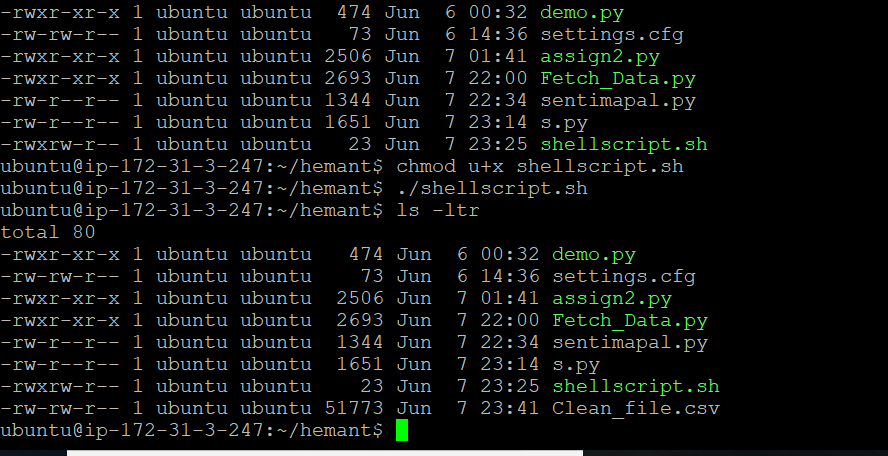 -rwxr-xr-x 1 ubuntu ubuntu   474 Jun  6 00:32 demo.py
-rw-rw-r-- 1 ubuntu ubuntu    73 Jun  6 14:36 settings.cfg
-rwxr-xr-x 1 ubuntu ubuntu  2506 Jun  7 01:41 assign2.py
-rwxr-xr-x 1 ubuntu ubuntu  2693 Jun  7 22:00 Fetch_Data.py
-rw-r--r-- 1 ubuntu ubuntu  1344 Jun  7 22:34 sentimapal.py
-rw-r--r-- 1 ubuntu ubuntu  1651 Jun  7 23:14 s.py
-rwxrw-r-- 1 ubuntu ubuntu    23 Jun  7 23:25 shellscript.sh
ubuntu@ip-172-31-3-247:~/hemant$ chmod u+x shellscript.sh
ubuntu@ip-172-31-3-247:~/hemant$ ./shellscript.sh
ubuntu@ip-172-31-3-247:~/hemant$ ls -ltr
total 80
-rwxr-xr-x 1 ubuntu ubuntu   474 Jun  6 00:32 demo.py
-rw-rw-r-- 1 ubuntu ubuntu    73 Jun  6 14:36 settings.cfg
-rwxr-xr-x 1 ubuntu ubuntu  2506 Jun  7 01:41 assign2.py
-rwxr-xr-x 1 ubuntu ubuntu  2693 Jun  7 22:00 Fetch_Data.py
-rw-r--r-- 1 ubuntu ubuntu  1344 Jun  7 22:34 sentimapal.py
-rw-r--r-- 1 ubuntu ubuntu  1651 Jun  7 23:14 s.py
-rwxrw-r-- 1 ubuntu ubuntu    23 Jun  7 23:25 shellscript.sh
-rw-rw-r-- 1 ubuntu ubuntu 51773 Jun  7 23:41 Clean_file.csv
ubuntu@ip-172-31-3-247:~/hemant$